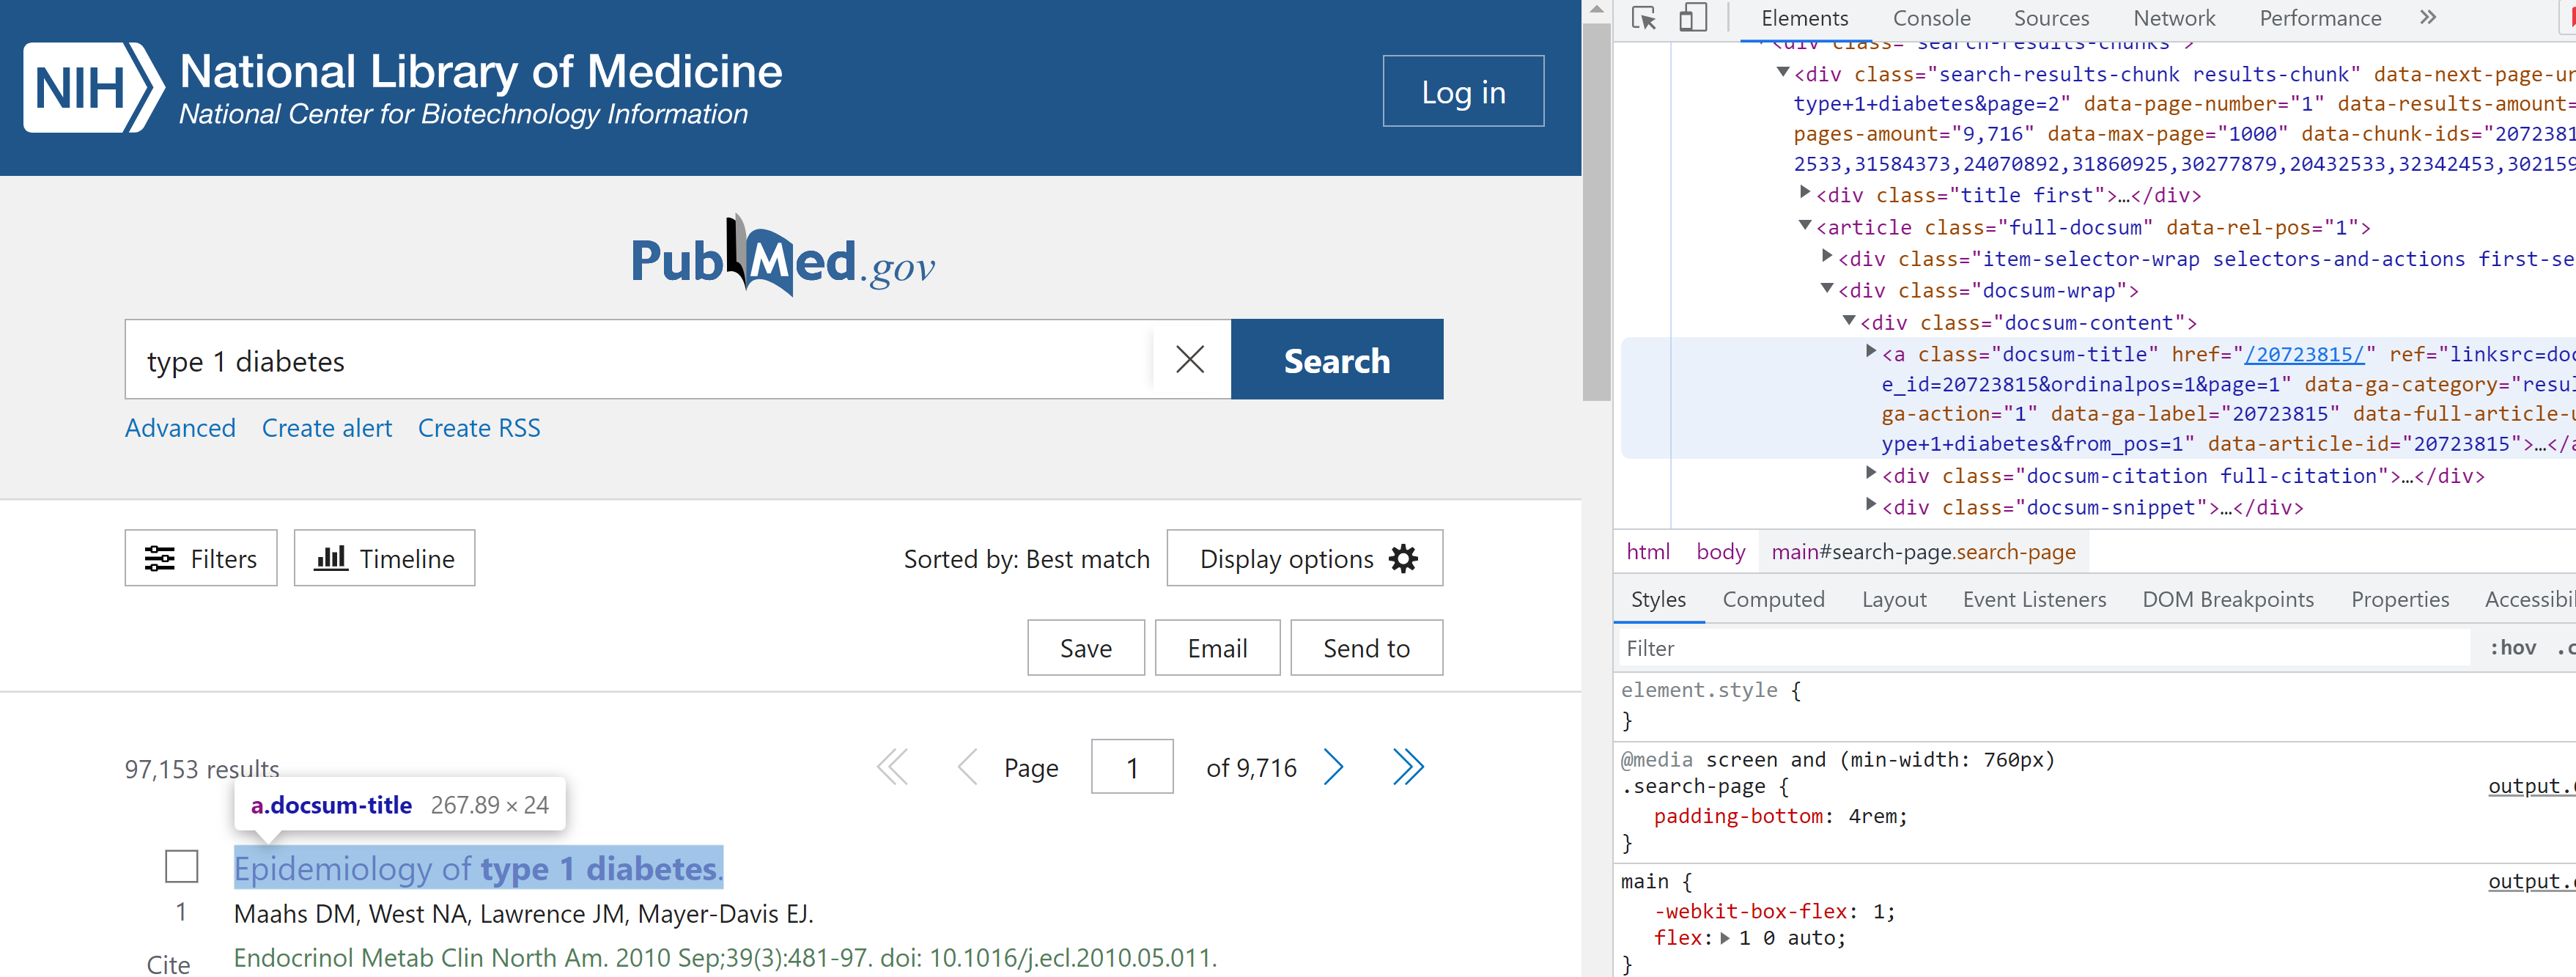 NIH National Library of Medicine
National Center for Biotechnology Information
Log in
PubMed.gov
type 1 diabetes
Search
Advanced Create alert Create RSS
Filters Timeline Sorted by: Best match Display options
Save Email Send to
97,153 results Page 1 of 9,716
a.docsum-title 267.89 × 24
Epidemiology of type 1 diabetes.
1 Maahs DM, West NA, Lawrence JM, Mayer-Davis EJ.
Cite Endocrinol Metab Clin North Am. 2010 Sep;39(3):481-97. doi: 10.1016/j.ecl.2010.05.011.
Elements Console Sources Network Performance »
<div class="search-results-chunks">
<div class="search-results-chunk results-chunk" data-next-page-ur
type+1+diabetes&page=2" data-page-number="1" data-results-amount=
pages-amount="9,716" data-max-page="1000" data-chunk-ids="2072381
2533,31584373,24070892,31860925,30277879,20432533,32342453,302159
<div class="title first">…</div>
<article class="full-docsum" data-rel-pos="1">
<div class="item-selector-wrap selectors-and-actions first-se
<div class="docsum-wrap">
<div class="docsum-content">
<a class="docsum-title" href="/20723815/" ref="linksrc=doc
e_id=20723815&ordinalpos=1&page=1" data-ga-category="resul
ga-action="1" data-ga-label="20723815" data-full-article-u
ype+1+diabetes&from_pos=1" data-article-id="20723815">…</a
<div class="docsum-citation full-citation">…</div>
<div class="docsum-snippet">…</div>
html body main#search-page.search-page
Styles Computed Layout Event Listeners DOM Breakpoints Properties Accessibil
Filter :hov .c
element.style {
}
@media screen and (min-width: 760px)
.search-page { output.
padding-bottom: 4rem;
}
main { output.
-webkit-box-flex: 1;
flex: 1 0 auto;
}